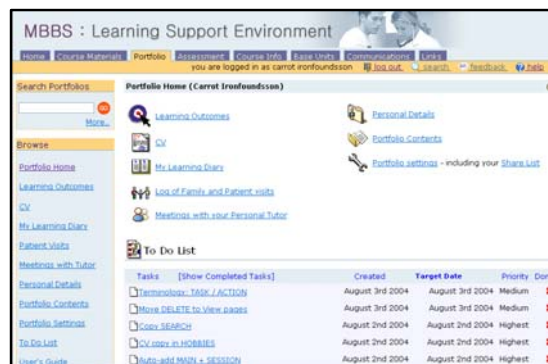 MBBS : Learning Support Environment
Home Course Materials Portfolio Assessment Course Info Base Units Communications Links
you are logged in as carrot ironfoundsson log out search feedback help
Search Portfolios
GO
More..
Browse
Portfolio Home
Learning Outcomes
CV
My Learning Diary
Patient Visits
Meetings with Tutor
Personal Details
Portfolio Contents
Portfolio Settings
To Do List
User's Guide
Portfolio Home (Carrot Ironfoundsson)
Learning Outcomes
CV
My Learning Diary
Log of Family and Patient visits
Meetings with your Personal Tutor
Personal Details
Portfolio Contents
Portfolio settings - including your Share List
To Do List
Tasks [Show Completed Tasks] Created Target Date Priority
Terminology: TASK / ACTION August 3rd 2004 August 3rd 2004 Medium
Move DELETE to View pages August 3rd 2004 August 3rd 2004 Medium
Copy SEARCH August 2nd 2004 August 2nd 2004 Highest
CV copy in HOBBIES August 2nd 2004 August 2nd 2004 Highest
Auto-add MAIN + SESSION August 2nd 2004 August 2nd 2004 Highest